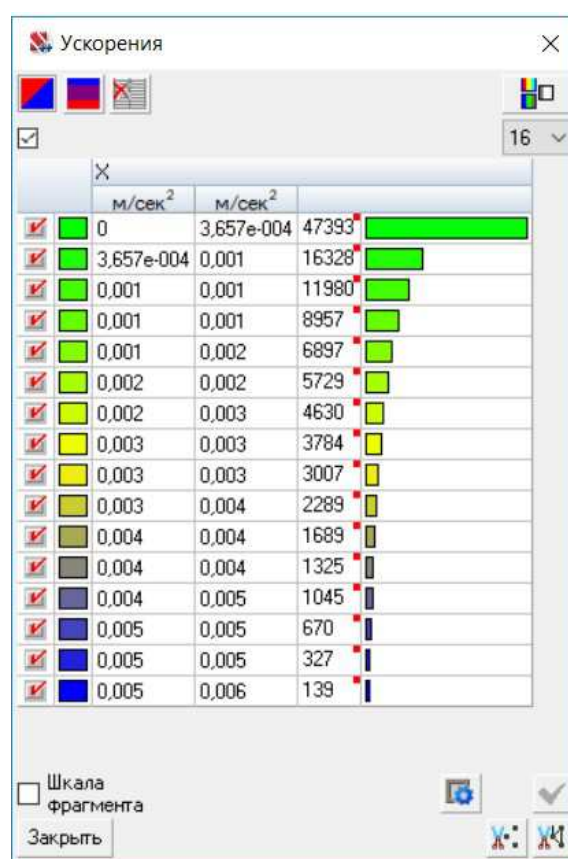 Ускорения
16
X
м/сек² м/сек²
0 3,657e-004 47393
3,657e-004 0,001 16328
0,001 0,001 11980
0,001 0,001 8957
0,001 0,002 6897
0,002 0,002 5729
0,002 0,003 4630
0,003 0,003 3784
0,003 0,003 3007
0,003 0,004 2289
0,004 0,004 1689
0,004 0,004 1325
0,004 0,005 1045
0,005 0,005 670
0,005 0,005 327
0,005 0,006 139
Шкала
фрагмента
Закрыть